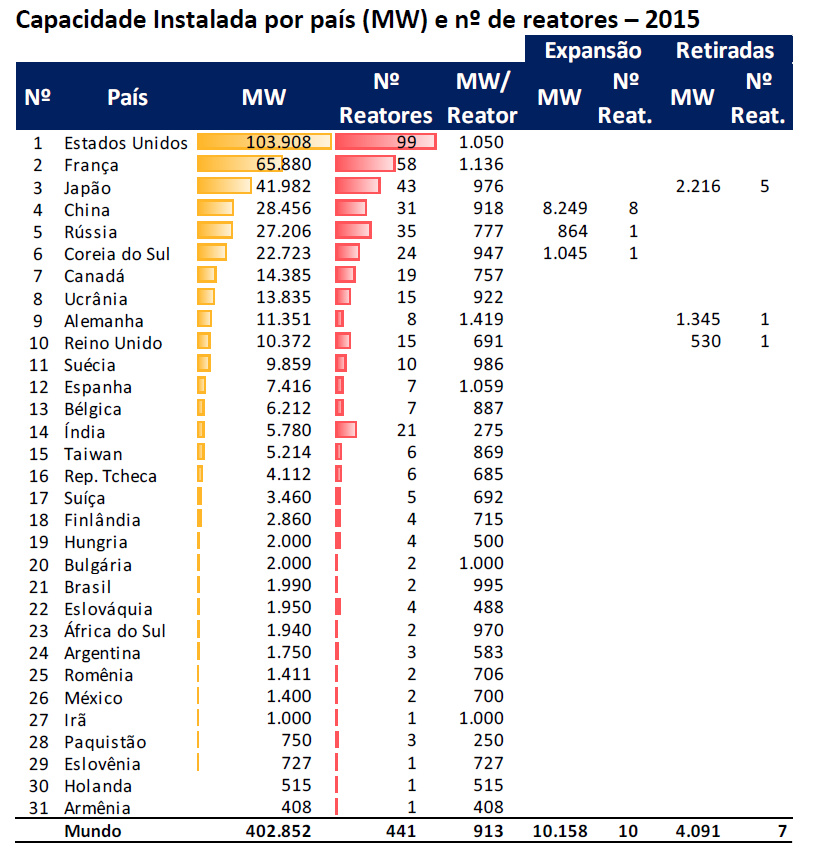 Capacidade Instalada por país (MW) e nº de reatores – 2015
Expansão Retiradas
Nº País MW Nº Reatores MW/ Reator MW Nº Reat. MW Nº Reat.
1 Estados Unidos 103.908 99 1.050
2 França 65.880 58 1.136
3 Japão 41.982 43 976 2.216 5
4 China 28.456 31 918 8.249 8
5 Rússia 27.206 35 777 864 1
6 Coreia do Sul 22.723 24 947 1.045 1
7 Canadá 14.385 19 757
8 Ucrânia 13.835 15 922
9 Alemanha 11.351 8 1.419 1.345 1
10 Reino Unido 10.372 15 691 530 1
11 Suécia 9.859 10 986
12 Espanha 7.416 7 1.059
13 Bélgica 6.212 7 887
14 Índia 5.780 21 275
15 Taiwan 5.214 6 869
16 Rep. Tcheca 4.112 6 685
17 Suíça 3.460 5 692
18 Finlândia 2.860 4 715
19 Hungria 2.000 4 500
20 Bulgária 2.000 2 1.000
21 Brasil 1.990 2 995
22 Eslováquia 1.950 4 488
23 África do Sul 1.940 2 970
24 Argentina 1.750 3 583
25 Romênia 1.411 2 706
26 México 1.400 2 700
27 Irã 1.000 1 1.000
28 Paquistão 750 3 250
29 Eslovênia 727 1 727
30 Holanda 515 1 515
31 Armênia 408 1 408
Mundo 402.852 441 913 10.158 10 4.091 7